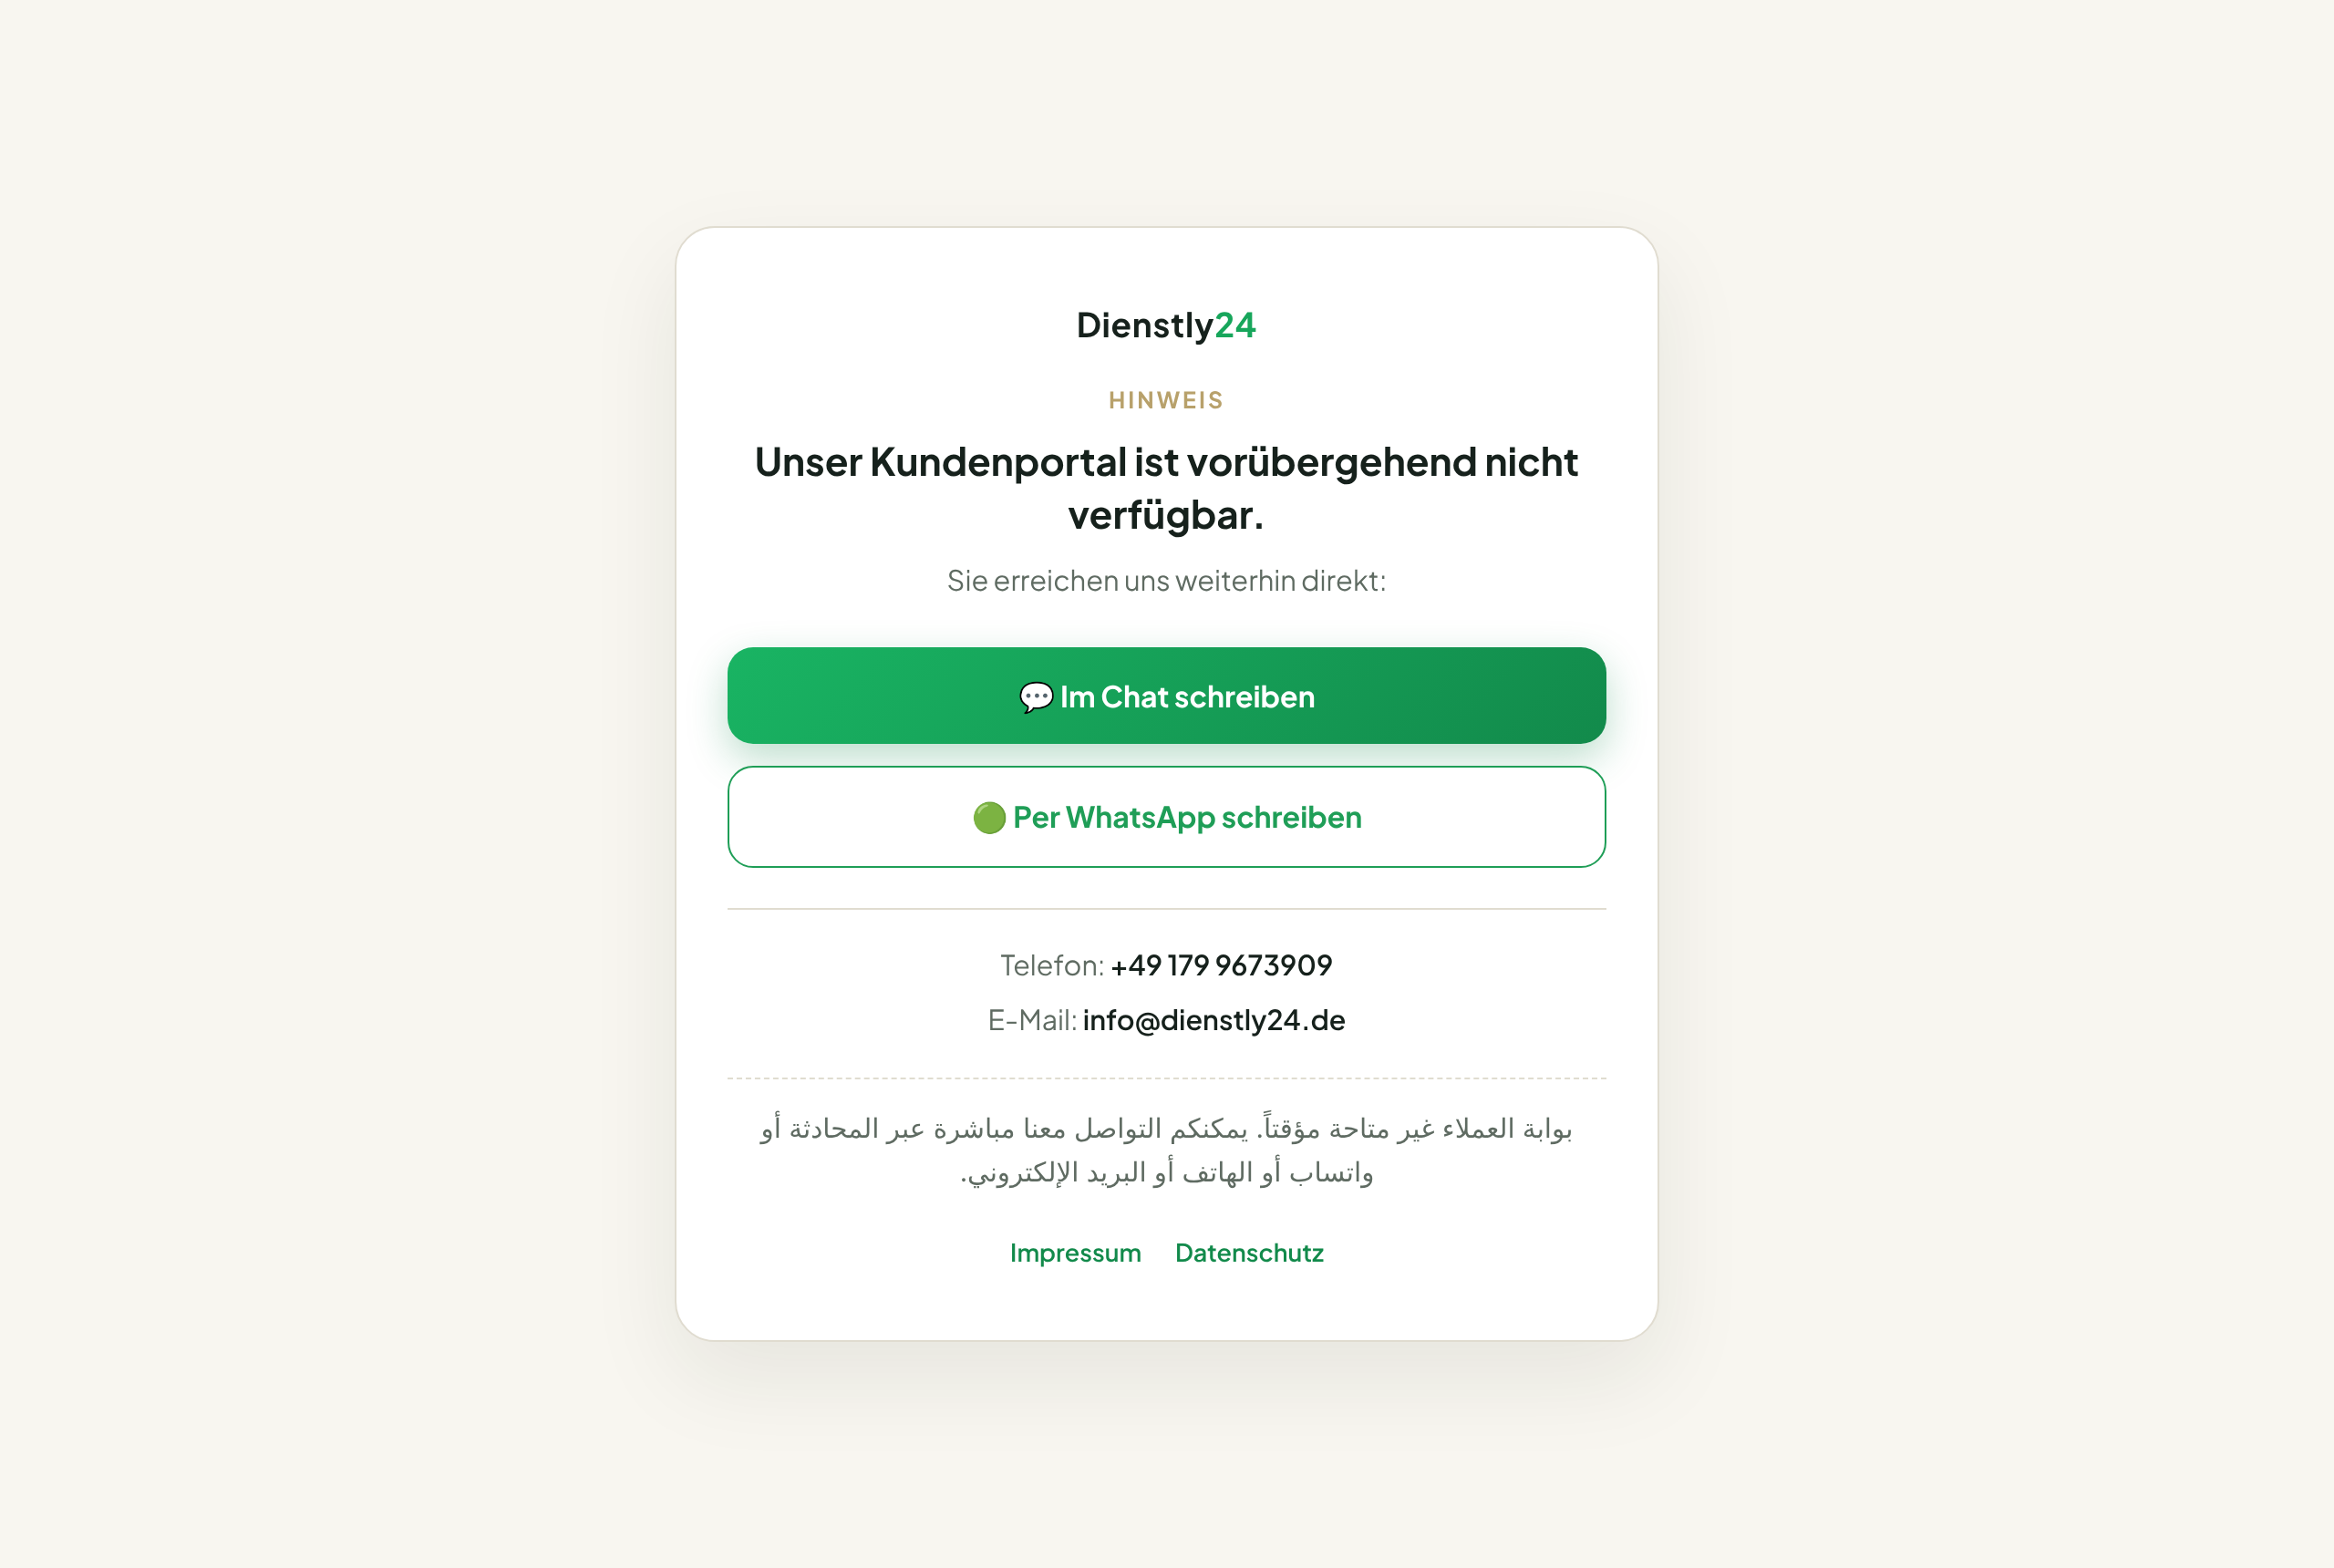 Dienstly24
HINWEIS
Unser Kundenportal ist vorübergehend nicht
verfügbar.
Sie erreichen uns weiterhin direkt:
💬 Im Chat schreiben
🟢 Per WhatsApp schreiben
Telefon: +49 179 9673909
E-Mail: info@dienstly24.de
بوابة العملاء غير متاحة مؤقتاً. يمكنكم التواصل معنا مباشرة عبر المحادثة أو
واتساب أو الهاتف أو البريد الإلكتروني.
Impressum Datenschutz